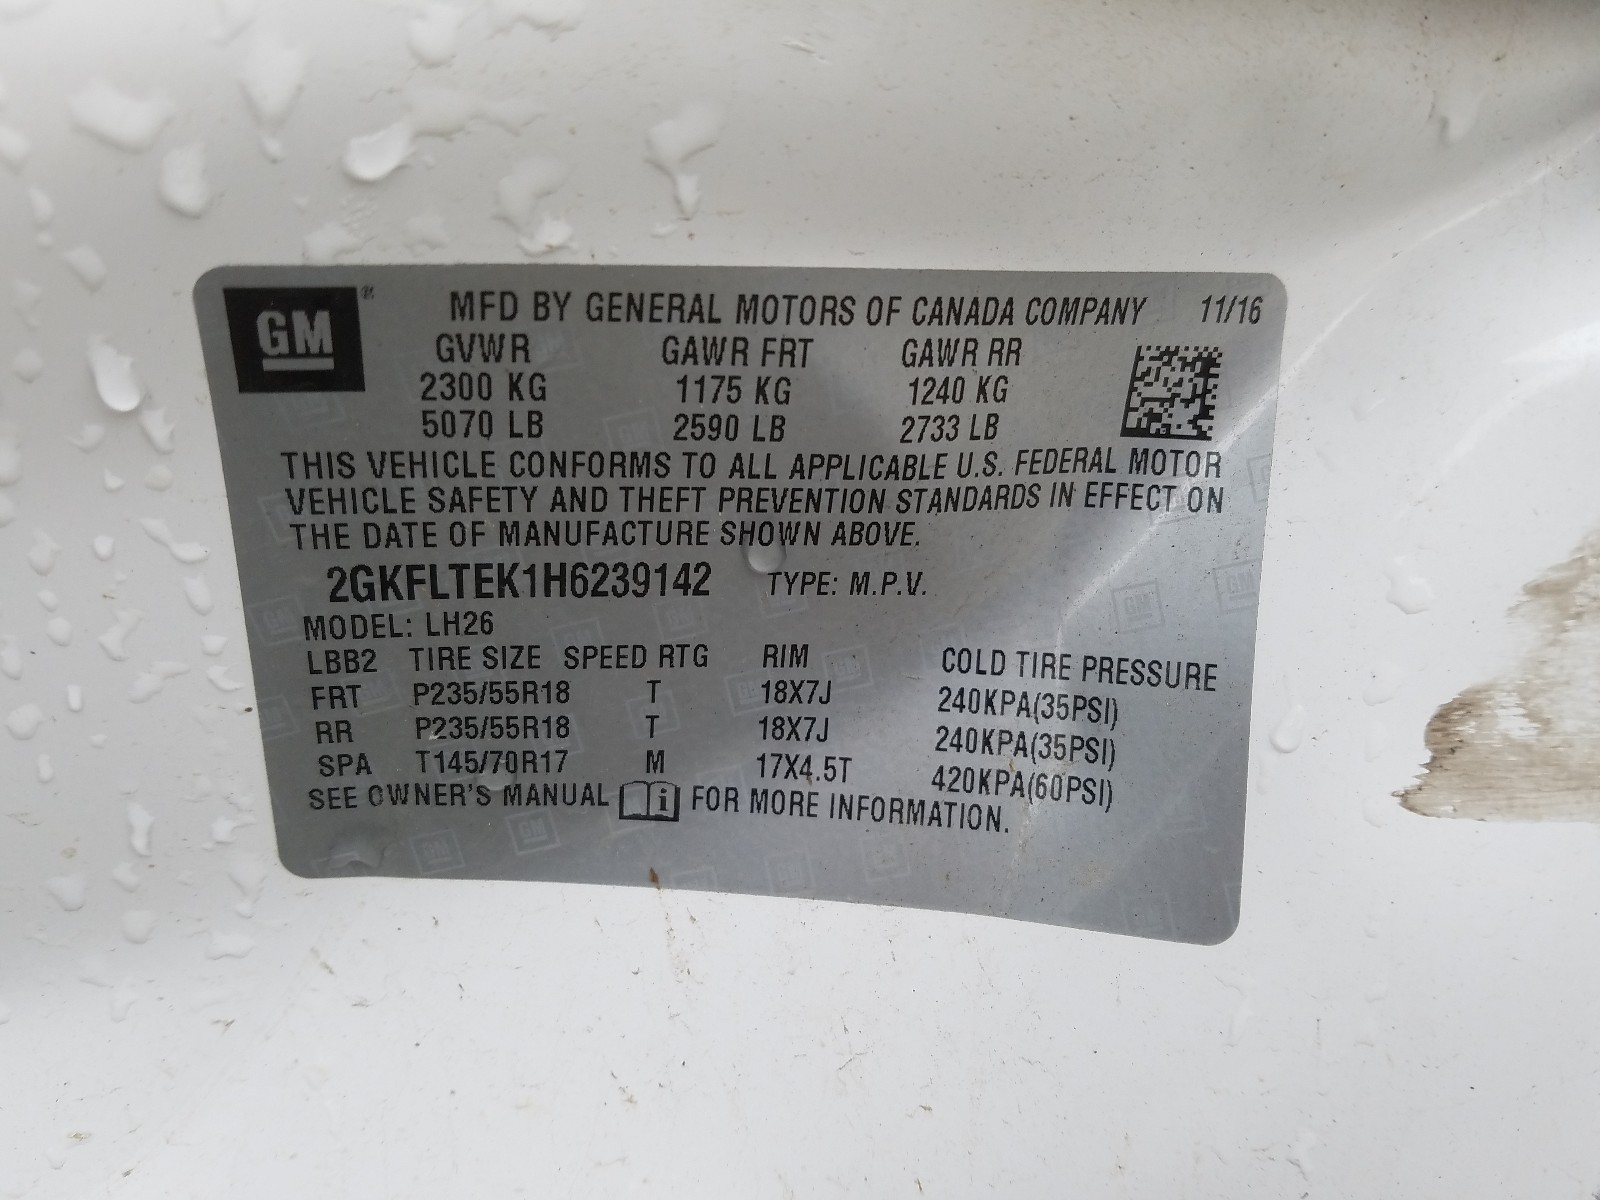 GM ® MFD BY GENERAL MOTORS OF CANADA COMPANY 11/16
GVWR GAWR FRT GAWR RR
2300 KG 1175 KG 1240 KG
5070 LB 2590 LB 2733 LB
THIS VEHICLE CONFORMS TO ALL APPLICABLE U.S. FEDERAL MOTOR
VEHICLE SAFETY AND THEFT PREVENTION STANDARDS IN EFFECT ON
THE DATE OF MANUFACTURE SHOWN ABOVE.
2GKFLTEK1H6239142 TYPE: M.P.V.
MODEL: LH26
LBB2 TIRE SIZE SPEED RTG RIM COLD TIRE PRESSURE
FRT P235/55R18 T 18X7J 240KPA(35PSI)
RR P235/55R18 T 18X7J 240KPA(35PSI)
SPA T145/70R17 M 17X4.5T 420KPA(60PSI)
SEE OWNER'S MANUAL i FOR MORE INFORMATION.